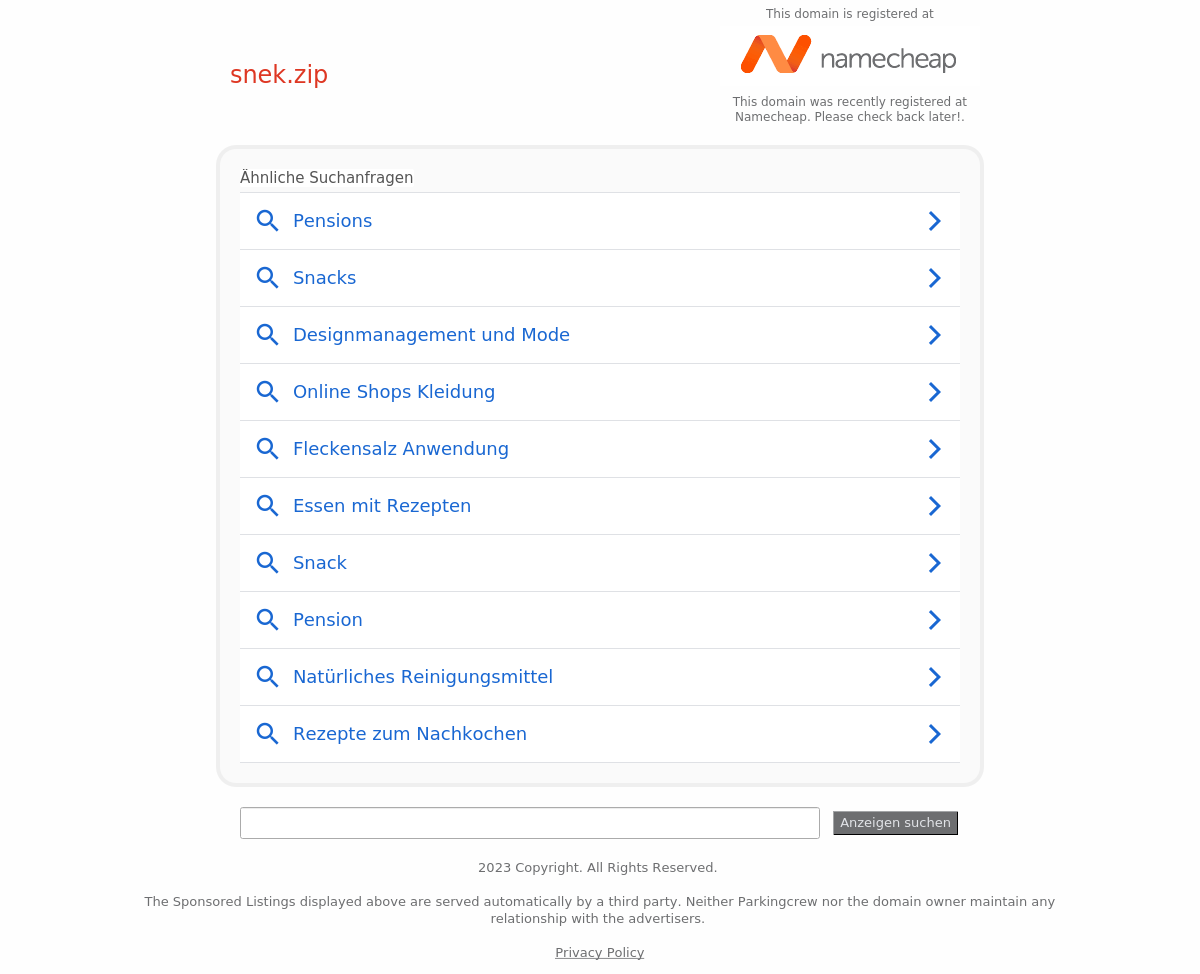 This domain is registered at
namecheap
snek.zip
This domain was recently registered at
Namecheap. Please check back later!.
Ähnliche Suchanfragen
Pensions
Snacks
Designmanagement und Mode
Online Shops Kleidung
Fleckensalz Anwendung
Essen mit Rezepten
Snack
Pension
Natürliches Reinigungsmittel
Rezepte zum Nachkochen
Anzeigen suchen
2023 Copyright. All Rights Reserved.
The Sponsored Listings displayed above are served automatically by a third party. Neither Parkingcrew nor the domain owner maintain any
relationship with the advertisers.
Privacy Policy